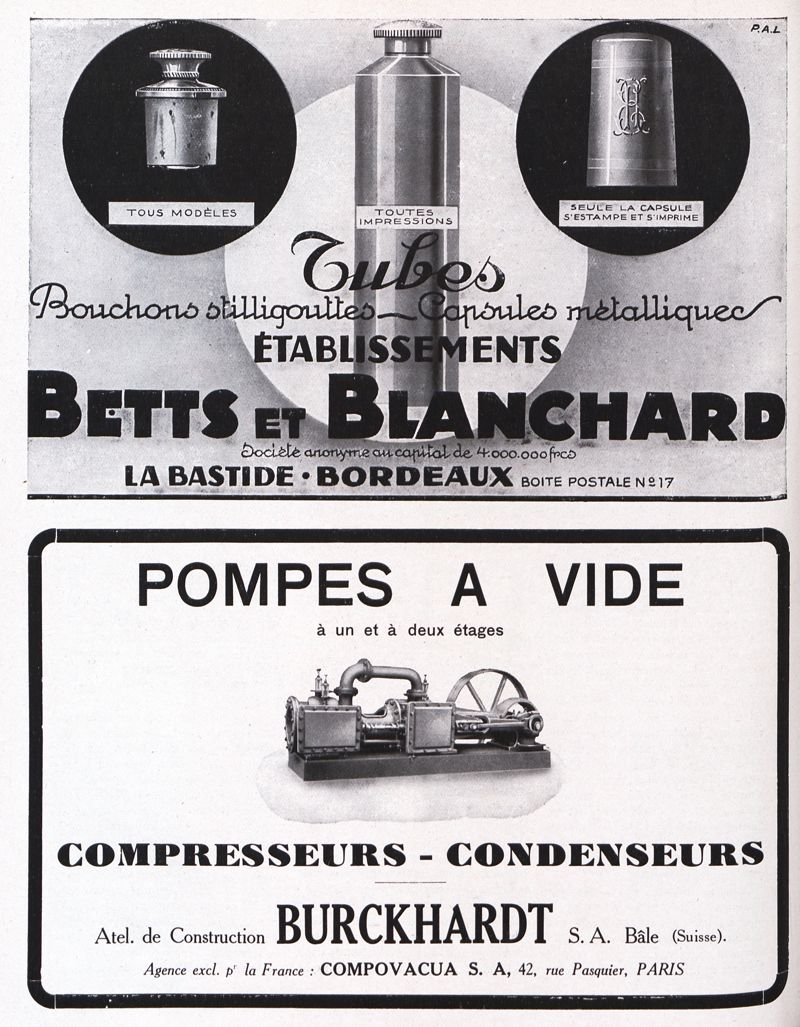 P.A.L
TOUS MODÈLES
TOUTES
IMPRESSIONS
SEULE LA CAPSULE
S'ESTAMPE ET S'IMPRIME
Tubes
Bouchons stilligouttes — Capsules métalliques
ÉTABLISSEMENTS
BETTS ET BLANCHARD
Société anonyme au capital de 4.000.000 frcs
LA BASTIDE • BORDEAUX BOITE POSTALE Nº 17
POMPES A VIDE
à un et à deux étages
COMPRESSEURS - CONDENSEURS
Atel. de Construction BURCKHARDT S. A. Bâle (Suisse).
Agence excl. pr la France : COMPOVACUA S. A, 42, rue Pasquier, PARIS